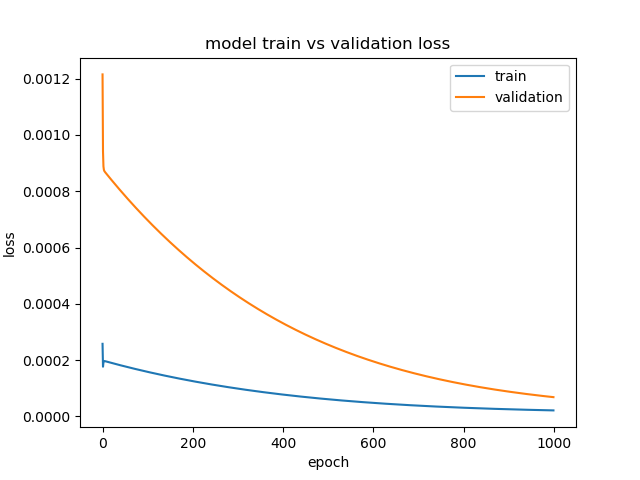 model train vs validation loss
train
validation
loss
0.0012
0.0010
0.0008
0.0006
0.0004
0.0002
0.0000
0 200 400 600 800 1000
epoch